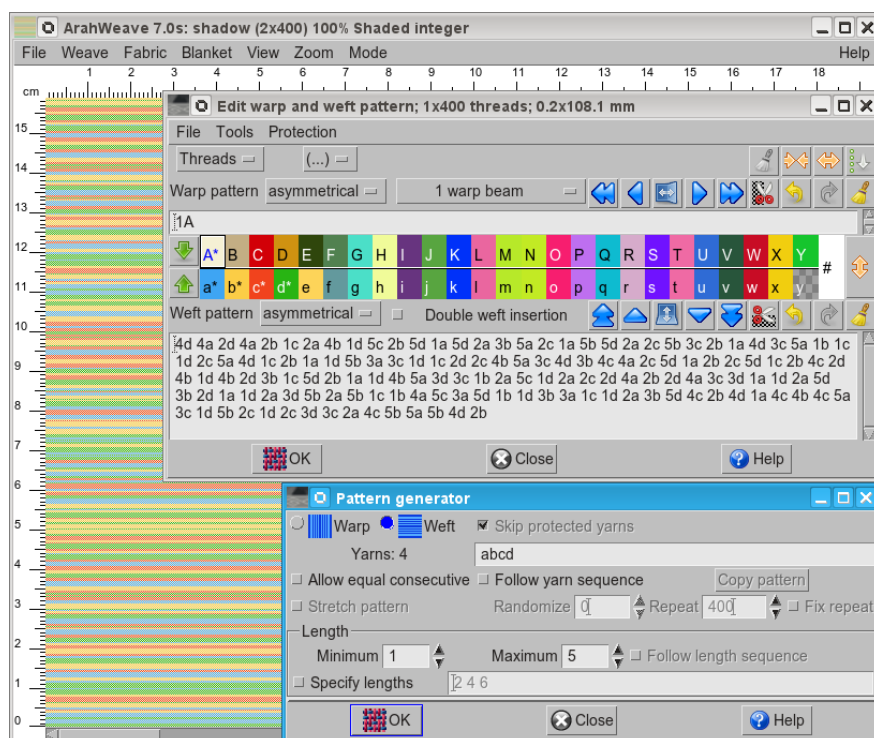 ArahWeave 7.0s: shadow (2x400) 100% Shaded integer
File Weave Fabric Blanket View Zoom Mode Help
1 2 3 4 5 6 7 8 9 10 11 12 13 14 15 16 17 18
cm
Edit warp and weft pattern; 1x400 threads; 0.2x108.1 mm
File Tools Protection
15
Threads (...)
14
Warp pattern asymmetrical 1 warp beam
13
1A
12
A* B C D E F G H I J K L M N O P Q R S T U V W X Y #
11
a* b* c* d* e f g h i j k l m n o p q r s t u v w x y
Weft pattern asymmetrical Double weft insertion
10
4d 4a 2d 4a 2b 1c 2a 4b 1d 5c 2b 5d 1a 5d 2a 3b 5a 2c 1a 5b 5d 2a 2c 5b 3c 2b 1a 4d 3c 5a 1b 1c
1d 2c 5a 4d 1c 2b 1a 1d 5b 3a 3c 1d 1c 2d 2c 4b 5a 3c 4d 3b 4c 4a 2c 5d 1a 2b 2c 5d 1c 2b 4c 2d
9
4b 1d 4b 2d 3b 1c 5d 2b 1a 1d 4b 5a 3d 3c 1b 2a 5c 1d 2a 2c 2d 4a 2b 2d 4a 3c 3d 1a 1d 2a 5d
3b 2d 1a 1d 2a 3d 5b 2a 5b 1c 1b 4a 5c 3a 5d 1b 1d 3b 3a 1c 1d 2a 3b 5d 4c 2b 4d 1a 4c 4b 4c 5a
8
3c 1d 5b 2c 1d 2c 3d 3c 2a 4c 5b 5a 5b 4d 2b
7
OK Close Help
6
Pattern generator
5
Warp Weft Skip protected yarns
Yarns: 4 abcd
4
Allow equal consecutive Follow yarn sequence Copy pattern
3
Stretch pattern Randomize 0 Repeat 400 Fix repeat
Length
2
Minimum 1 Maximum 5 Follow length sequence
1
Specify lengths 2 4 6
0
OK Close Help